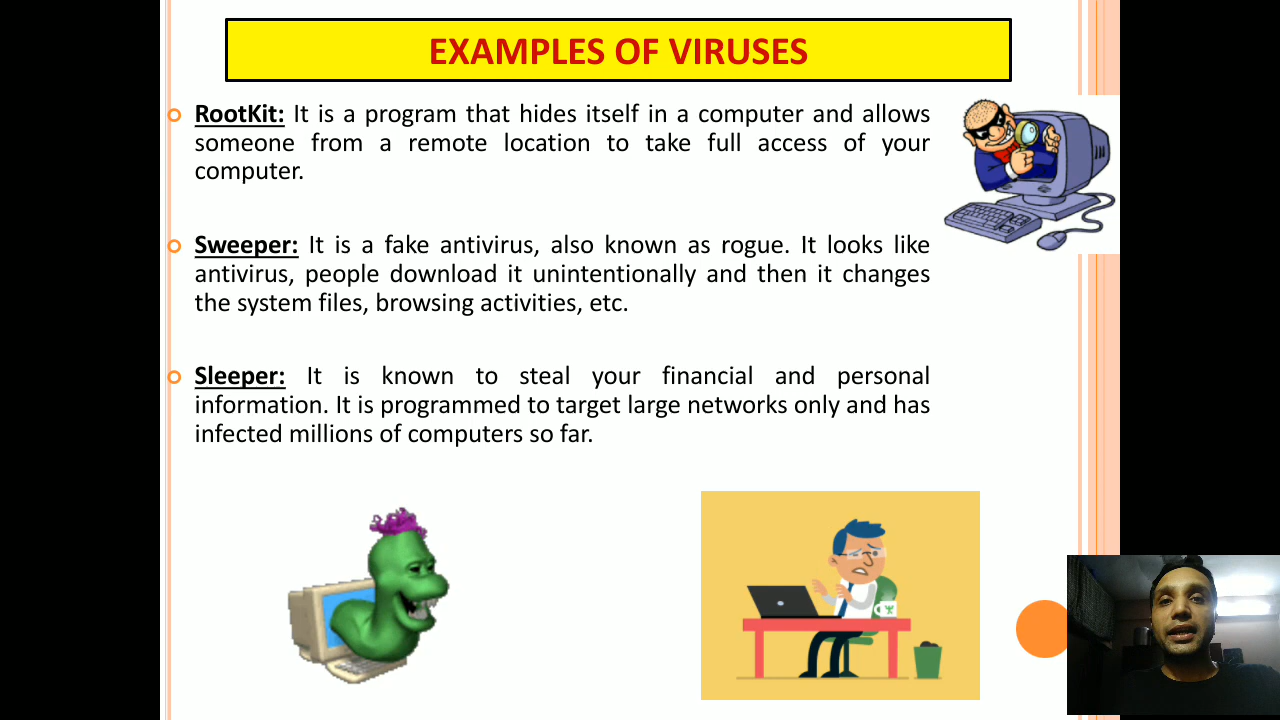 EXAMPLES OF VIRUSES
RootKit: It is a program that hides itself in a computer and allows
someone from a remote location to take full access of your
computer.
Sweeper: It is a fake antivirus, also known as rogue. It looks like
antivirus, people download it unintentionally and then it changes
the system files, browsing activities, etc.
Sleeper: It is known to steal your financial and personal
information. It is programmed to target large networks only and has
infected millions of computers so far.